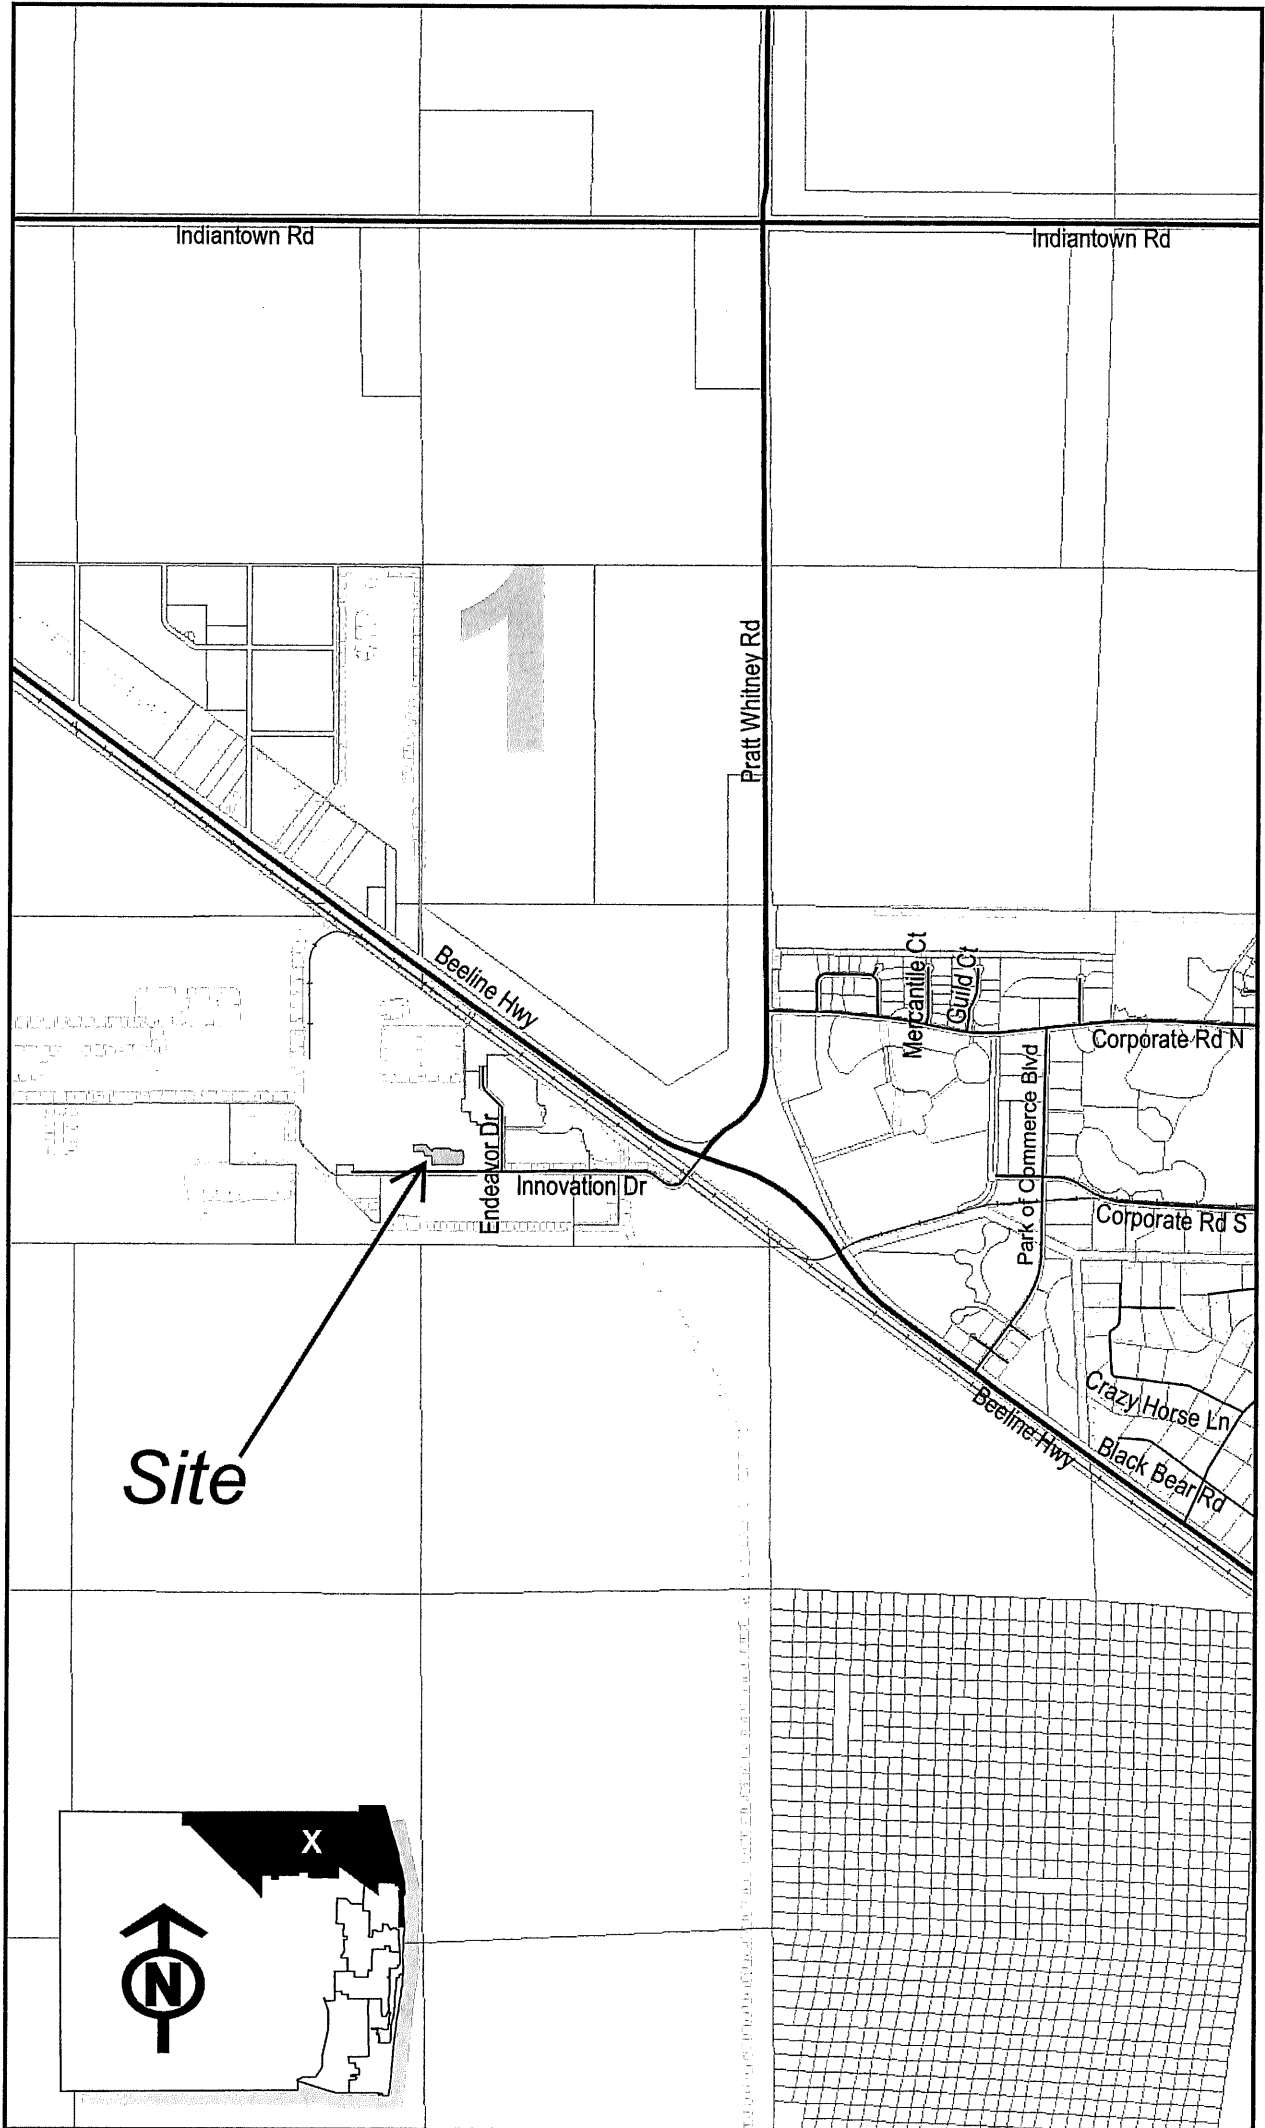 Indiantown Rd
Indiantown Rd
1
Pratt Whitney Rd
Beeline Hwy
Mercantile Ct
Guild Ct
Corporate Rd N
Park of Commerce Blvd
Endeavor Dr
Innovation Dr
Corporate Rd S
Crazy Horse Ln
Beeline Hwy
Black Bear Rd
Site
X
N